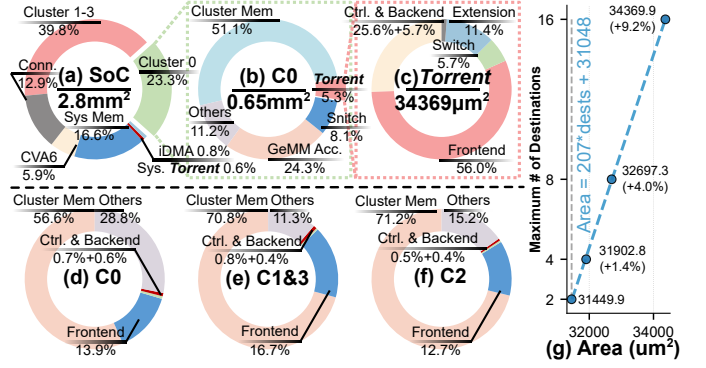 Cluster 1-3
39.8%
Cluster 0
23.3%
Conn.
12.9%
(a) SoC
2.8mm²
Sys Mem
16.6%
CVA6
5.9%
iDMA 0.8%
Sys. Torrent 0.6%
Cluster Mem
51.1%
(b) C0
0.65mm²
Torrent
5.3%
Snitch
8.1%
Others
11.2%
GeMM Acc.
24.3%
Ctrl. & Backend
25.6%+5.7%
Extension
11.4%
Switch
5.7%
(c)Torrent
34369µm²
Frontend
56.0%
Cluster Mem Others
56.6% 28.8%
Ctrl. & Backend
0.7%+0.6%
(d) C0
Frontend
13.9%
Cluster Mem Others
70.8% 11.3%
Ctrl. & Backend
0.8%+0.4%
(e) C1&3
Frontend
16.7%
Cluster Mem Others
71.2% 15.2%
Ctrl. & Backend
0.5%+0.4%
(f) C2
Frontend
12.7%
Maximum # of Destinations
16
8
4
2
Area = 207*dests + 31048
34369.9
(+9.2%)
32697.3
(+4.0%)
31902.8
(+1.4%)
31449.9
32000 34000
(g) Area (um²)